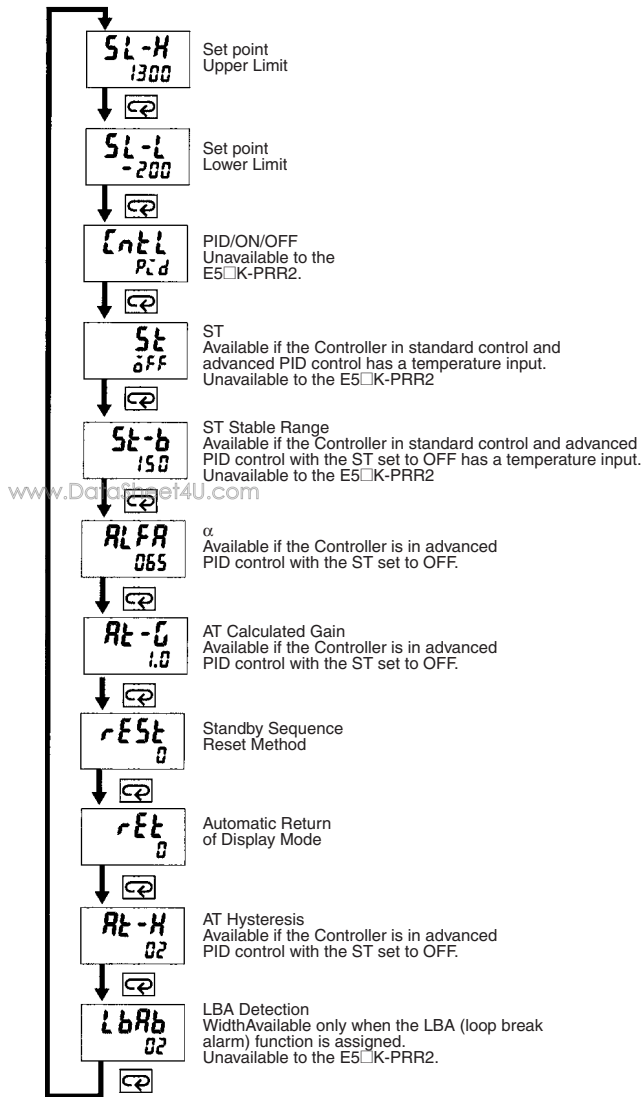 SL-H
1300
Set point
Upper Limit
SL-L
-200
Set point
Lower Limit
CntL
Pid
PID/ON/OFF
Unavailable to the
E5□K-PRR2.
St
oFF
ST
Available if the Controller in standard control and
advanced PID control has a temperature input.
Unavailable to the E5□K-PRR2
St-b
150
ST Stable Range
Available if the Controller in standard control and advanced
PID control with the ST set to OFF has a temperature input.
Unavailable to the E5□K-PRR2
www.DataSheet4U.com
ALFA
065
α
Available if the Controller is in advanced
PID control with the ST set to OFF.
At-G
1.0
AT Calculated Gain
Available if the Controller is in advanced
PID control with the ST set to OFF.
rESt
0
Standby Sequence
Reset Method
rEt
0
Automatic Return
of Display Mode
At-H
02
AT Hysteresis
Available if the Controller is in advanced
PID control with the ST set to OFF.
LbAb
02
LBA Detection
WidthAvailable only when the LBA (loop break
alarm) function is assigned.
Unavailable to the E5□K-PRR2.